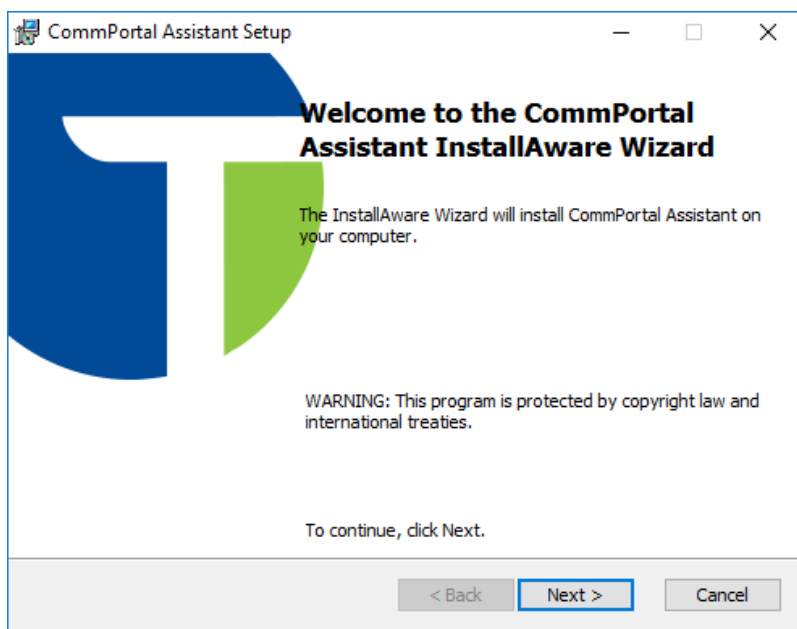 CommPortal Assistant Setup
Welcome to the CommPortal
Assistant InstallAware Wizard
The InstallAware Wizard will install CommPortal Assistant on
your computer.
WARNING: This program is protected by copyright law and
international treaties.
To continue, click Next.
< Back
Next >
Cancel